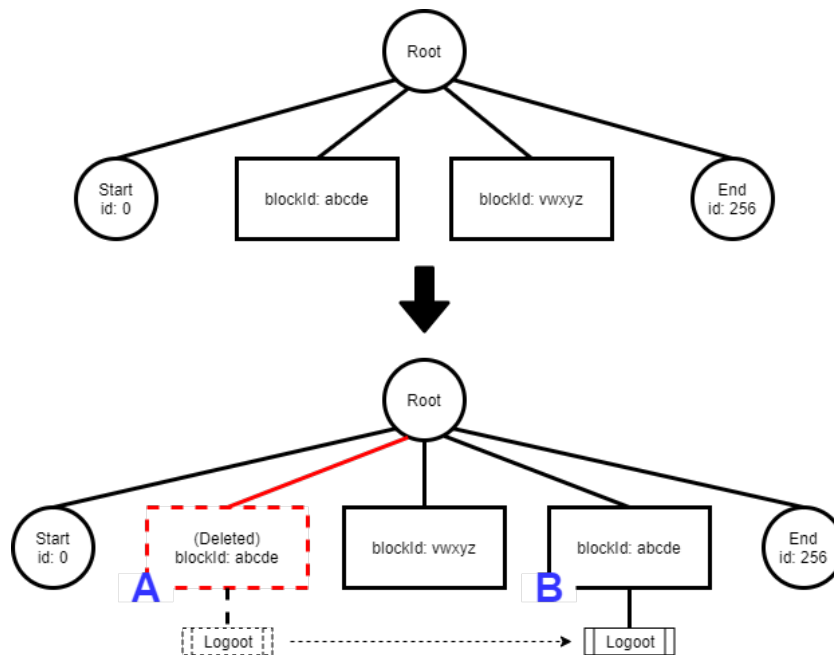 Root
Start
id: 0
blockId: abcde
blockId: vwxyz
End
id: 256
Root
Start
id: 0
(Deleted)
blockId: abcde
blockId: vwxyz
blockId: abcde
End
id: 256
A
B
Logoot
Logoot